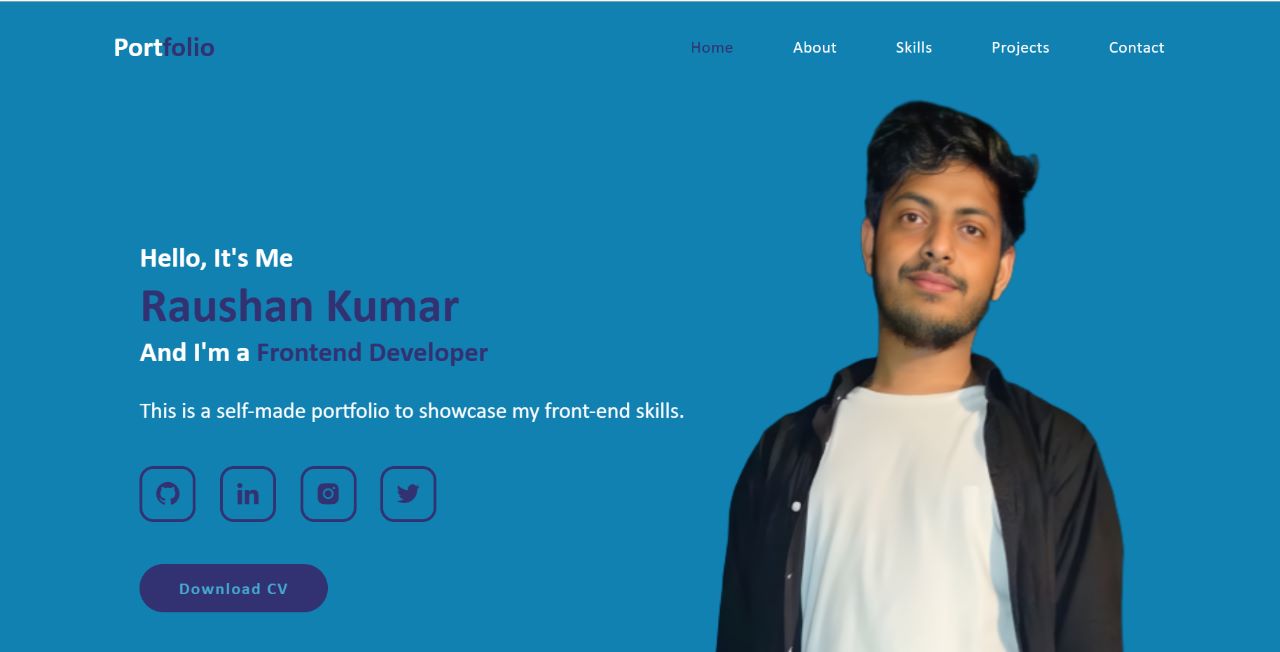 Portfolio
Home About Skills Projects Contact
Hello, It's Me
Raushan Kumar
And I'm a Frontend Developer
This is a self-made portfolio to showcase my front-end skills.
in
Download CV